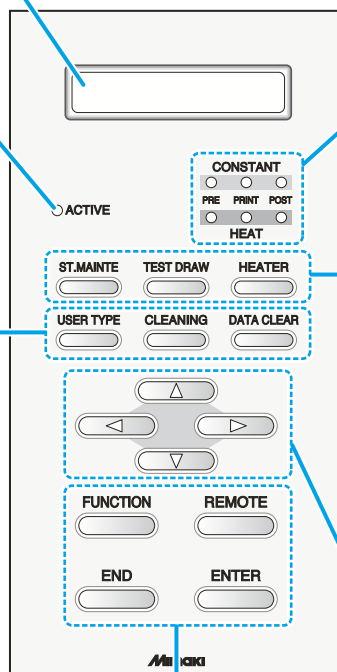 CONSTANT
PRE PRINT POST
ACTIVE
HEAT
ST.MAINTE TEST DRAW HEATER
USER TYPE CLEANING DATA CLEAR
FUNCTION REMOTE
END ENTER